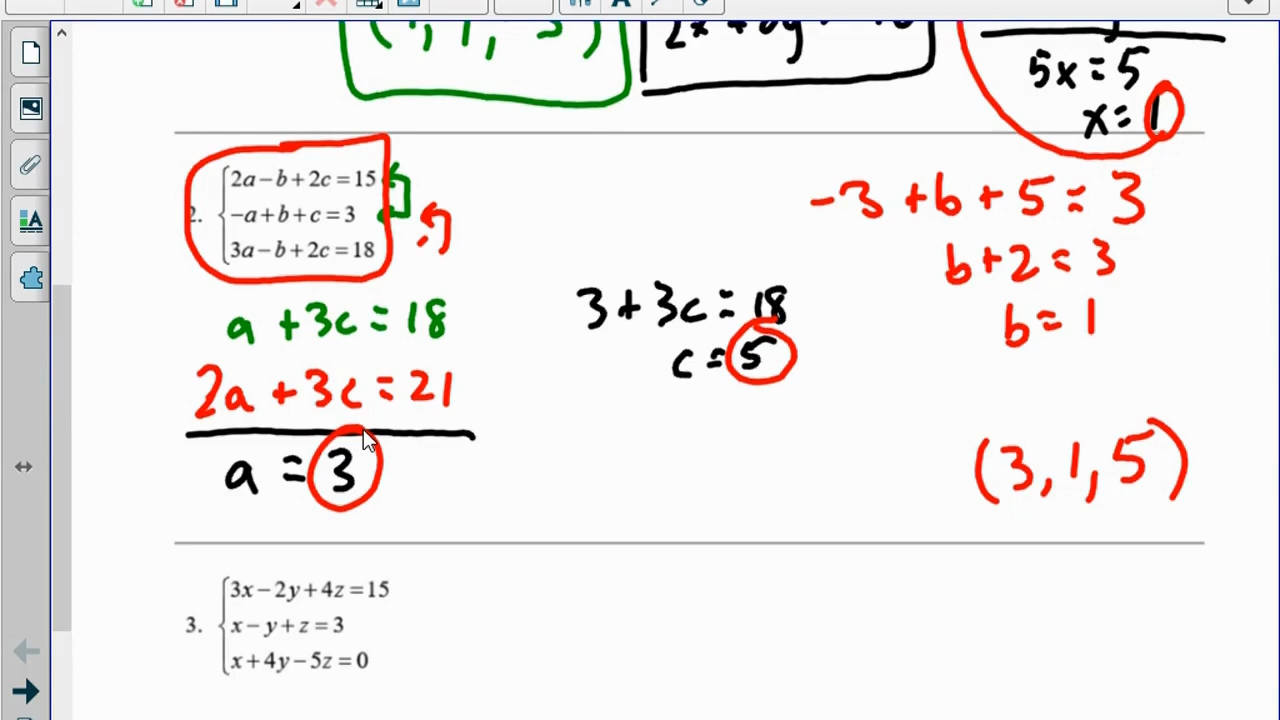 5x = 5
x = 1
2. 2a − b + 2c = 15
−a + b + c = 3
3a − b + 2c = 18
a + 3c = 18
2a + 3c = 21
a = 3
3 + 3c = 18
c = 5
-3 + b + 5 = 3
b + 2 = 3
b = 1
(3, 1, 5)
3. 3x − 2y + 4z = 15
x − y + z = 3
x + 4y − 5z = 0